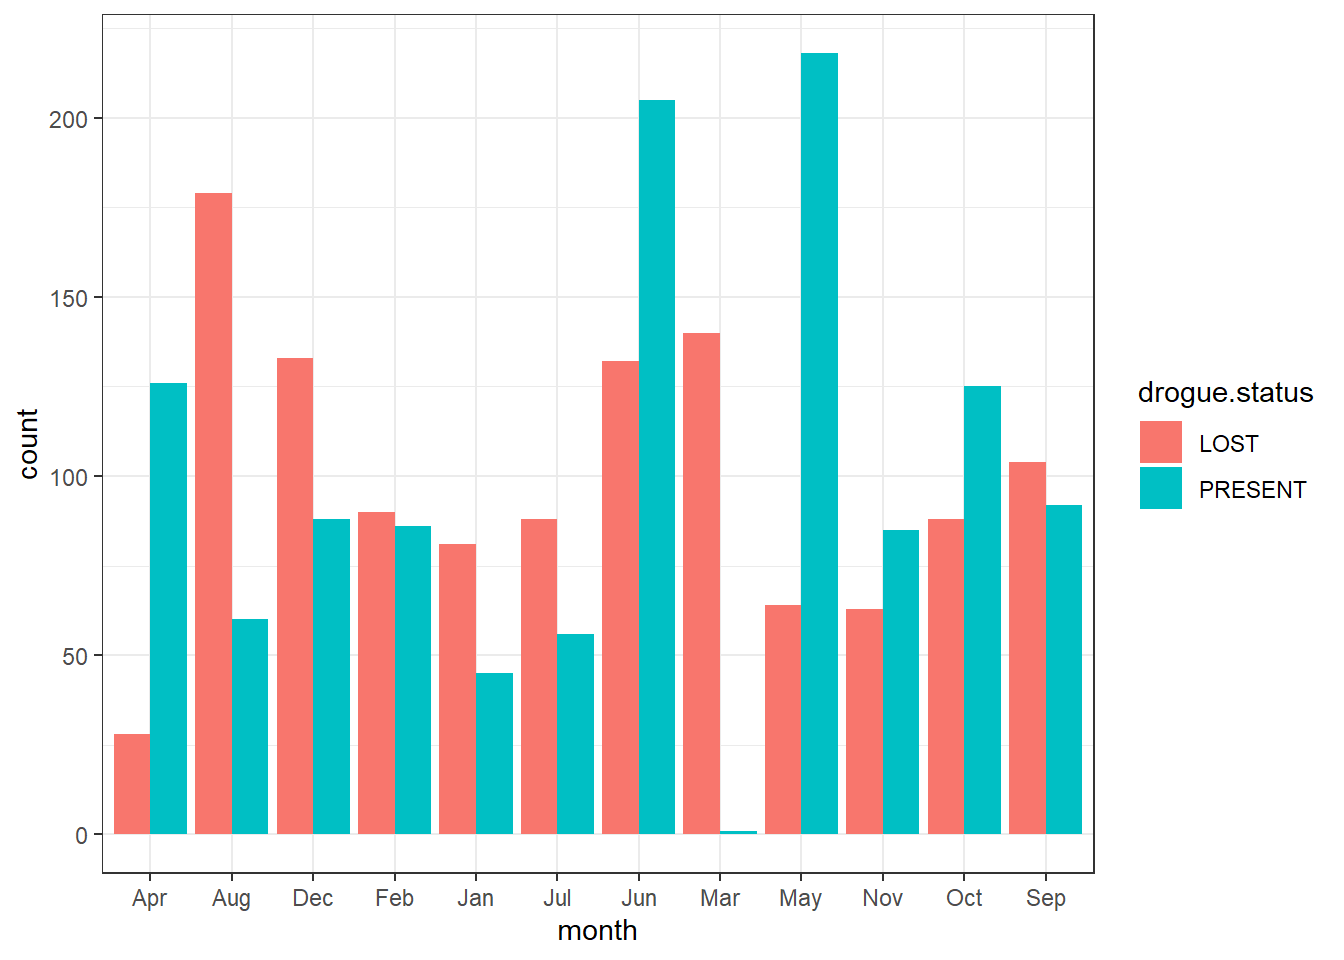 count
200
150
100
50
0
Apr Aug Dec Feb Jan Jul Jun Mar May Nov Oct Sep
month
drogue.status
LOST
PRESENT